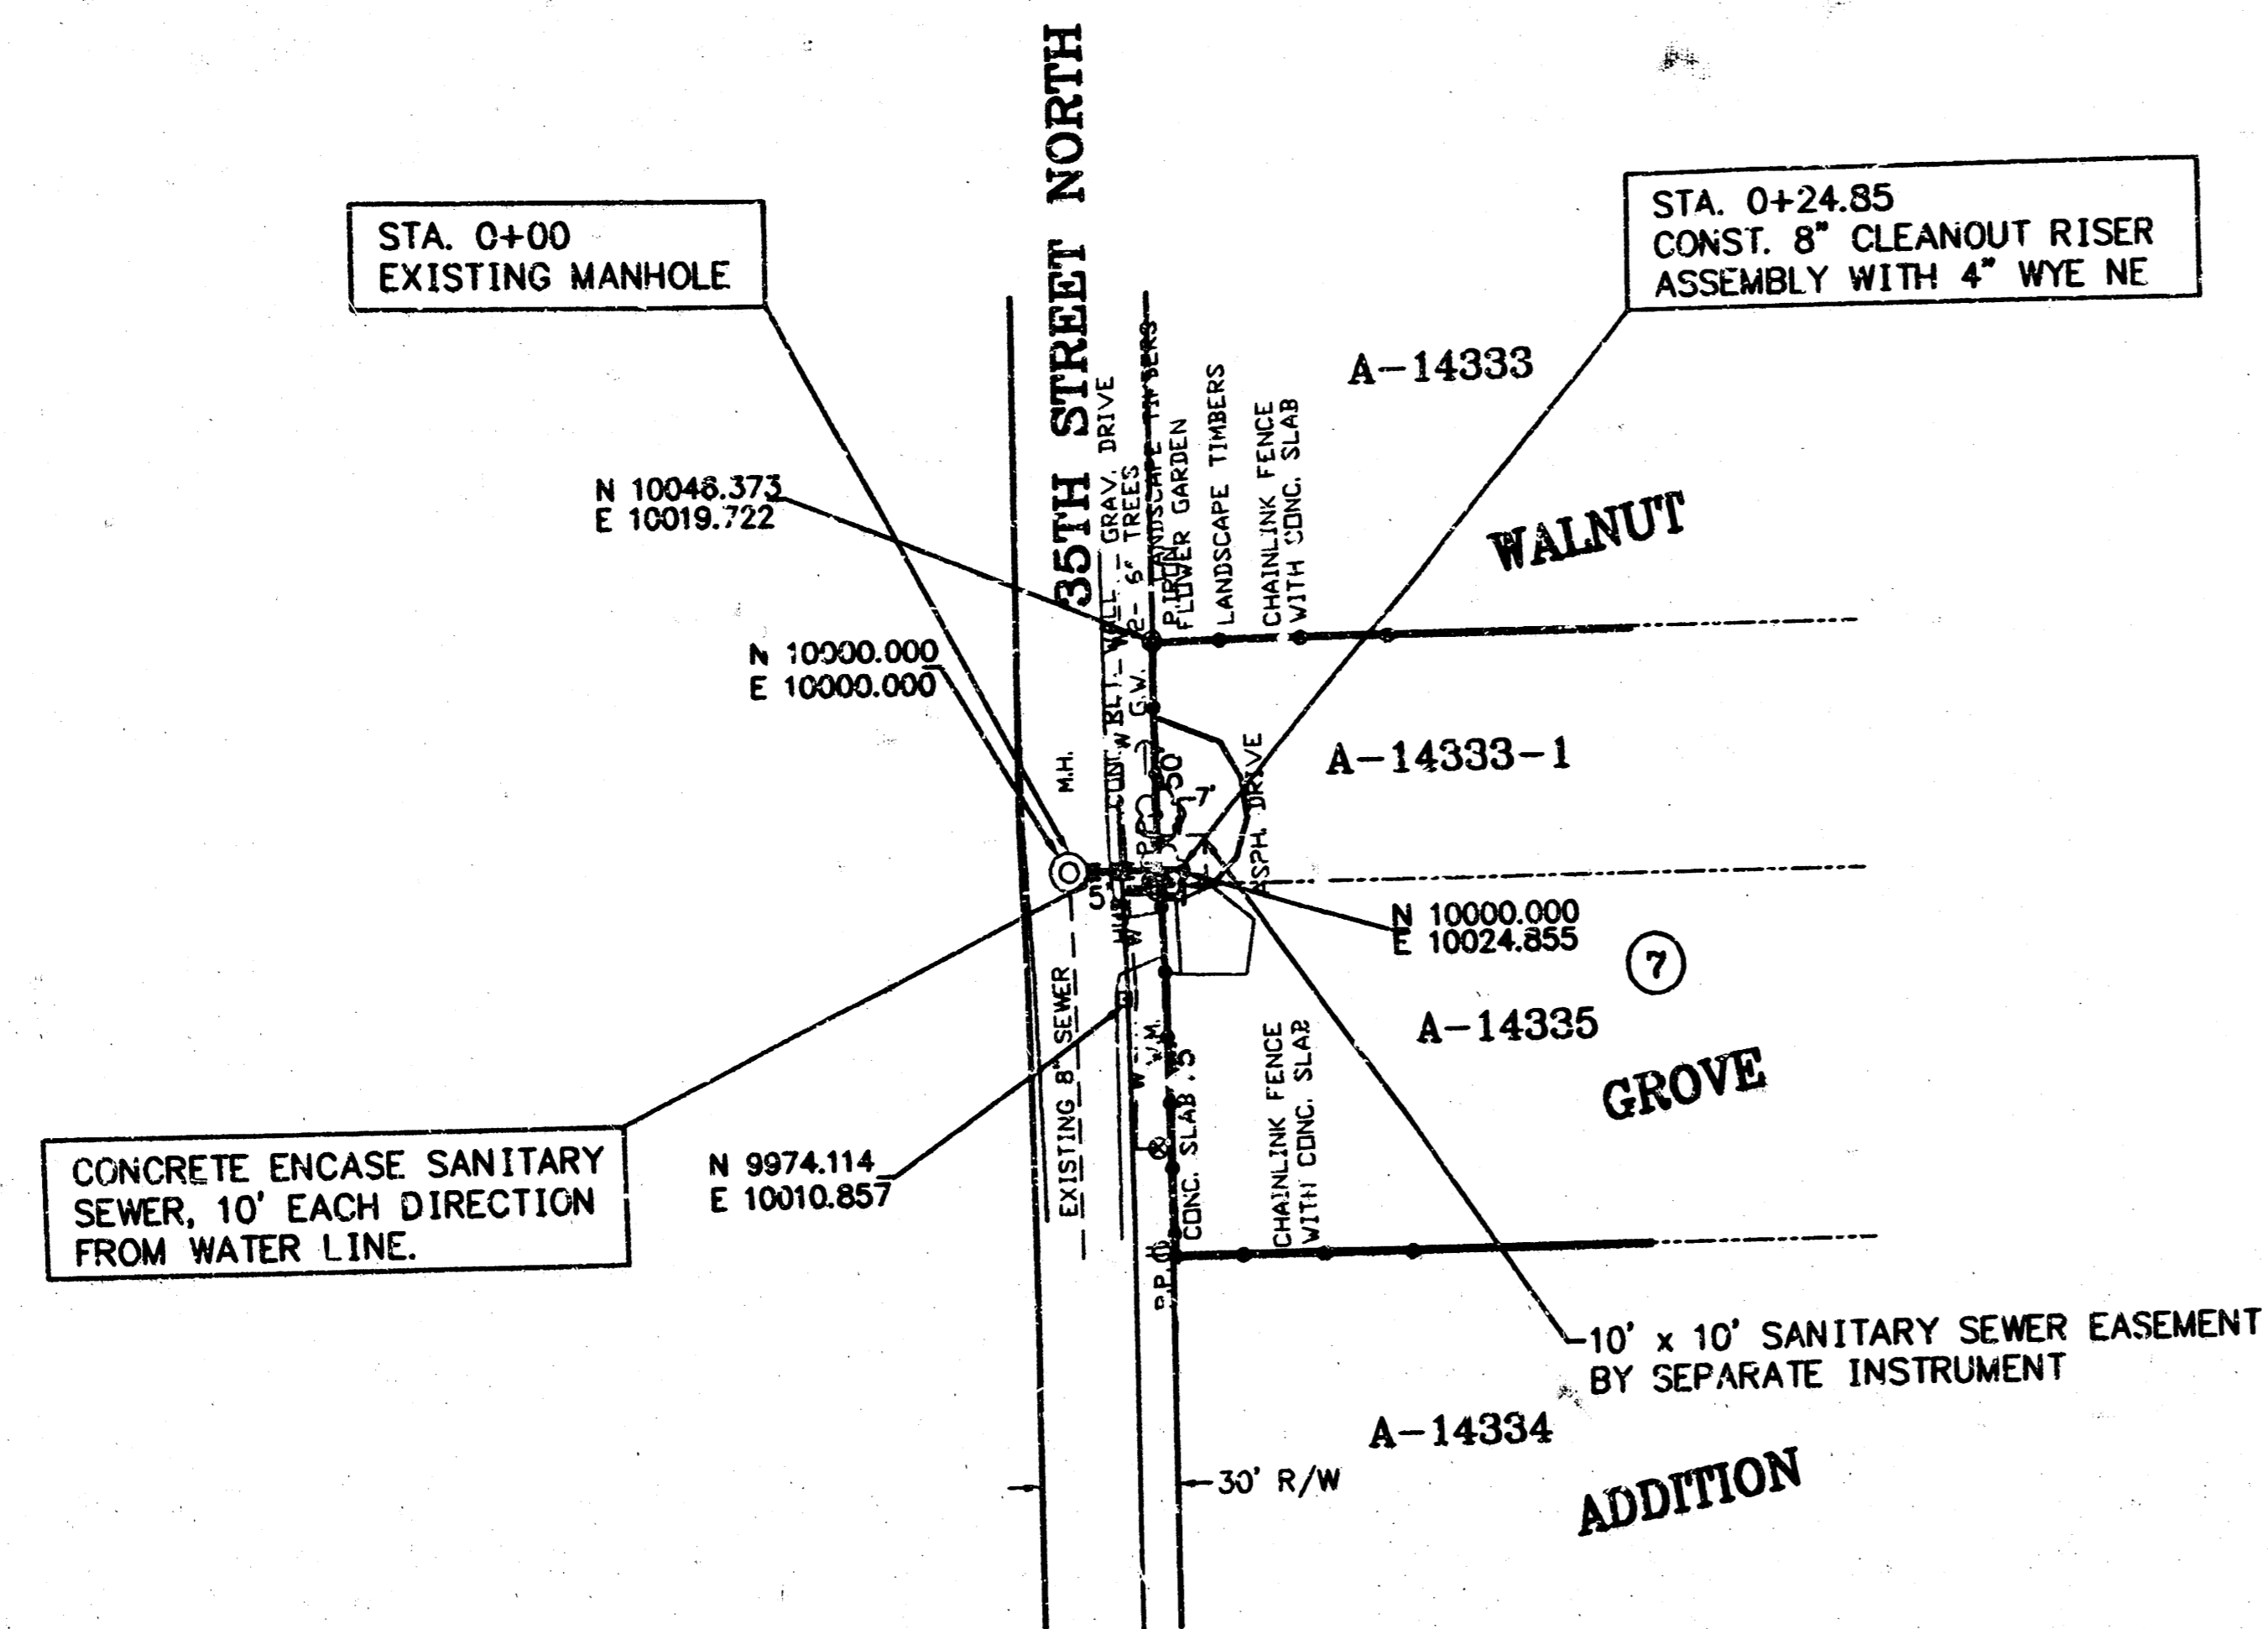 35TH STREET NORTH
STA. 0+00
EXISTING MANHOLE
STA. 0+24.85
CONST. 8" CLEANOUT RISER
ASSEMBLY WITH 4" WYE NE
A-14333
N 10046.373
E 10019.722
GRAV. DRIVE
2- 6" TREES
LANDSCAPE TIMBERS
FLOWER GARDEN
LANDSCAPE TIMBERS
CHAINLINK FENCE
WITH CONC. SLAB
WALNUT
N 10000.000
E 10000.000
G.W.
M.H.
50'
7'
ASPH. DRIVE
A-14333-1
5'
N 10000.000
E 10024.855
7
A-14335
EXISTING 8" SEWER
W
W.M.
CONC. SLAB .5'
CHAINLINK FENCE
WITH CONC. SLAB
GROVE
CONCRETE ENCASE SANITARY
SEWER, 10' EACH DIRECTION
FROM WATER LINE.
N 9974.114
E 10010.857
P.P.
10' x 10' SANITARY SEWER EASEMENT
BY SEPARATE INSTRUMENT
A-14334
30' R/W
ADDITION